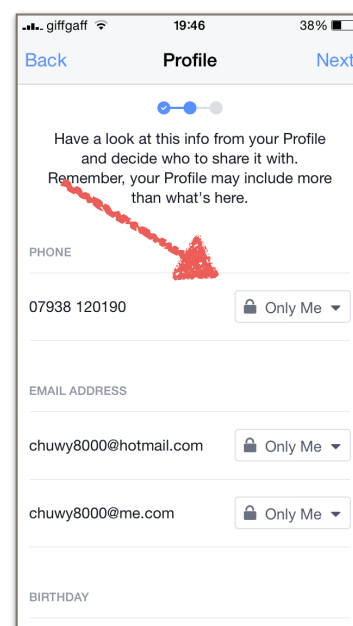 giffgaff 19:46 38%
Back Profile Next
Have a look at this info from your Profile
and decide who to share it with.
Remember, your Profile may include more
than what's here.
PHONE
07938 120190 Only Me
EMAIL ADDRESS
chuwy8000@hotmail.com Only Me
chuwy8000@me.com Only Me
BIRTHDAY